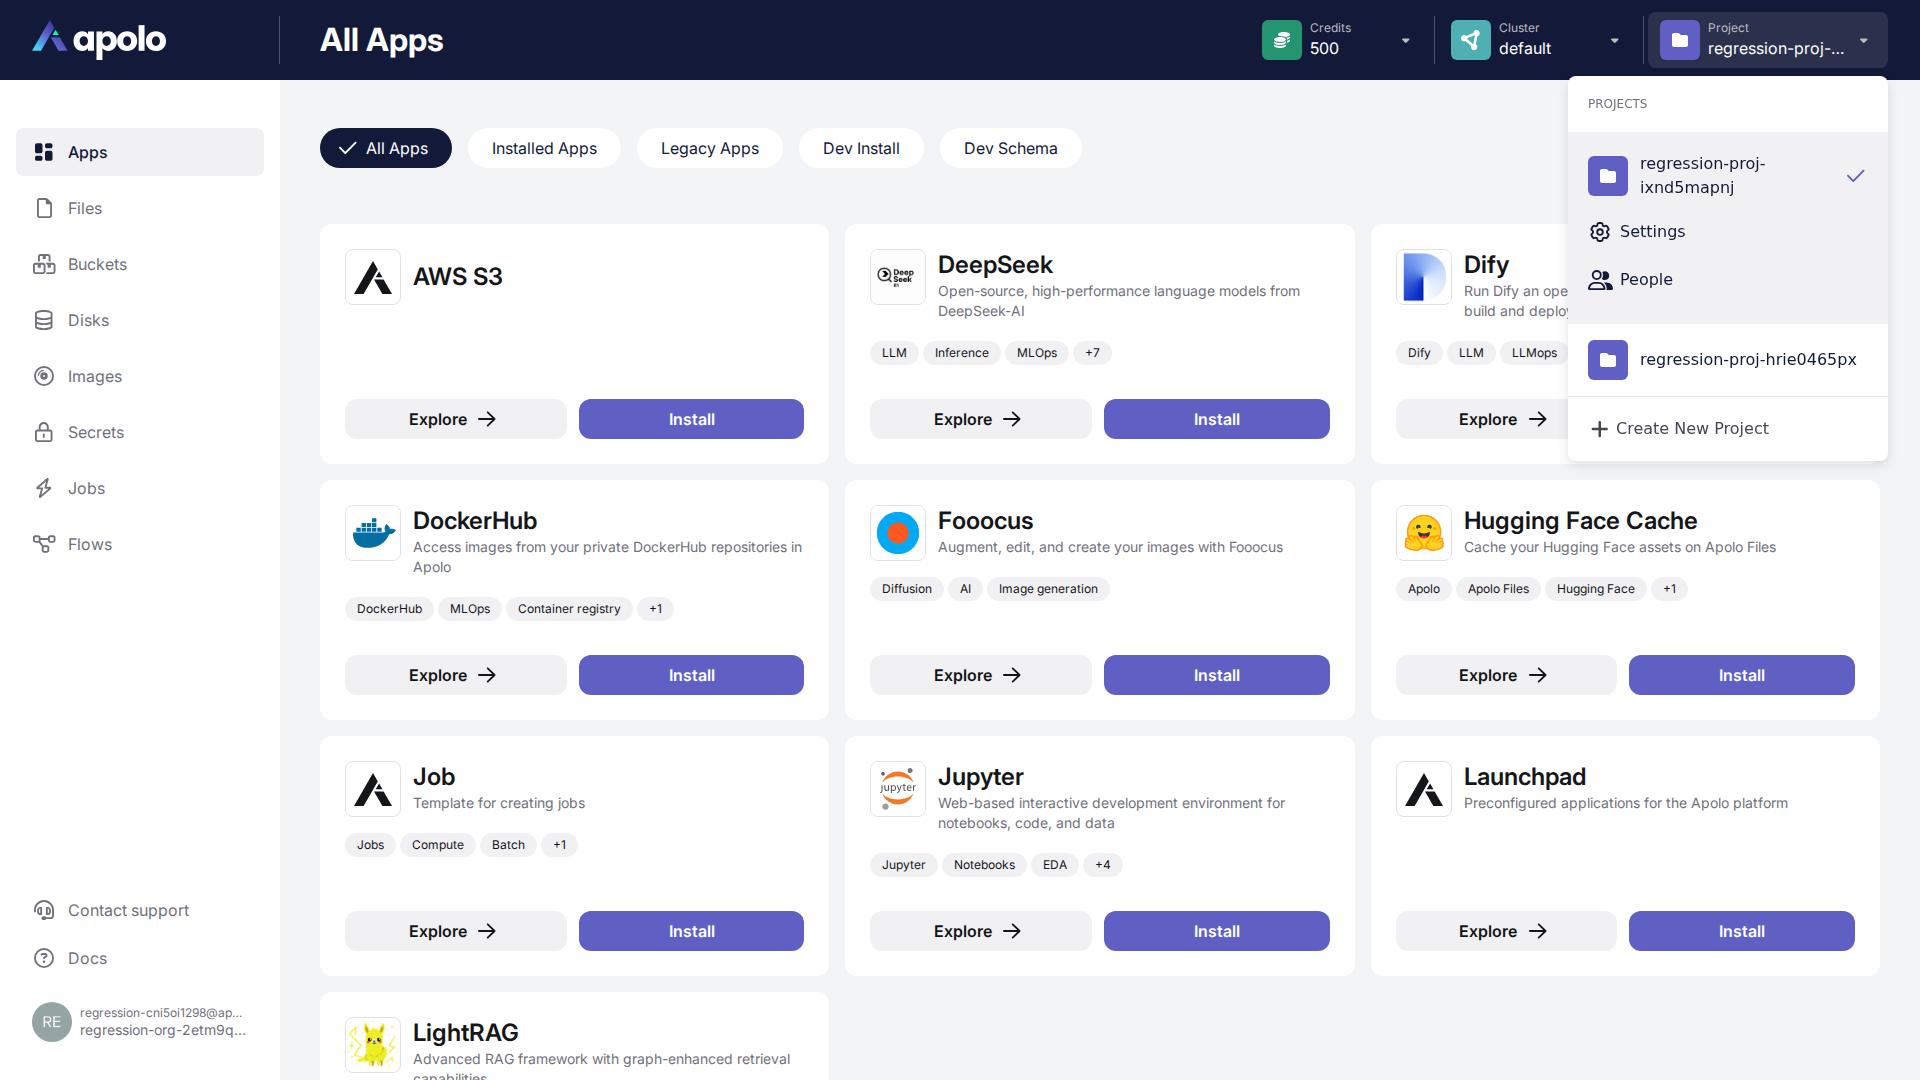 apolo
All Apps
Credits
500
Cluster
default
Project
regression-proj-...
PROJECTS
regression-proj-
ixnd5mapnj
Settings
People
regression-proj-hrie0465px
Create New Project
Apps
Files
Buckets
Disks
Images
Secrets
Jobs
Flows
Contact support
Docs
RE
regression-cni5oi1298@ap...
regression-org-2etm9q...
All Apps
Installed Apps
Legacy Apps
Dev Install
Dev Schema
AWS S3
Explore
Install
Deep
Seek
DeepSeek
Open-source, high-performance language models from
DeepSeek-AI
LLM
Inference
MLOps
+7
Explore
Install
Dify
Run Dify an ope
build and deploy
Dify
LLM
LLMops
Explore
DockerHub
Access images from your private DockerHub repositories in
Apolo
DockerHub
MLOps
Container registry
+1
Explore
Install
Fooocus
Augment, edit, and create your images with Fooocus
Diffusion
AI
Image generation
Explore
Install
Hugging Face Cache
Cache your Hugging Face assets on Apolo Files
Apolo
Apolo Files
Hugging Face
+1
Explore
Install
Job
Template for creating jobs
Jobs
Compute
Batch
+1
Explore
Install
jupyter
Jupyter
Web-based interactive development environment for
notebooks, code, and data
Jupyter
Notebooks
EDA
+4
Explore
Install
Launchpad
Preconfigured applications for the Apolo platform
Explore
Install
LightRAG
Advanced RAG framework with graph-enhanced retrieval
capabilities